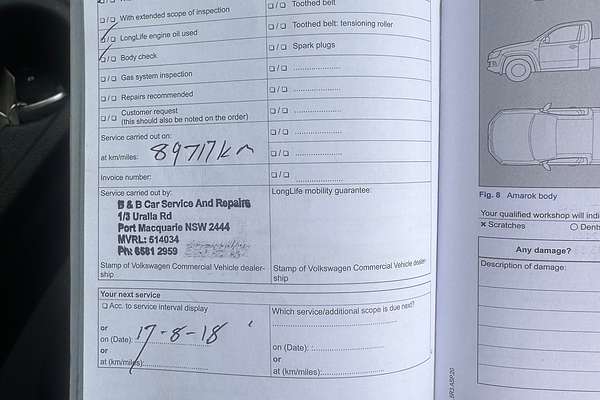 ❏/❏ With extended scope of inspection
❏/❏ LongLife engine oil used
❏/❏ Body check
❏/❏ Gas system inspection
❏/❏ Repairs recommended
❏/❏ Customer request
(this should also be noted on the order)
Service carried out on:
at km/miles: 89717km
Invoice number:
Service carried out by:
B & B Car Service And Repairs
1/3 Uralla Rd
Port Macquarie NSW 2444
MVRL: 514034
Ph: 6581 2959
Stamp of Volkswagen Commercial Vehicle dealer-
ship
❏/❏ Toothed belt
❏/❏ Toothed belt: tensioning roller
❏/❏ Spark plugs
❏/❏ ....................
❏/❏ ....................
❏/❏ ....................
❏/❏ ....................
❏/❏ ....................
❏/❏ ....................
LongLife mobility guarantee:
Stamp of Volkswagen Commercial Vehicle dealer-
ship
Your next service
❏ Acc. to service interval display
or
on (Date): 17-8-18
or
at (km/miles):
Which service/additional scope is due next?
on (Date):
or
at (km/miles):
Fig. 8 Amarok body
Your qualified workshop will indi
× Scratches ○ Dent
Any damage?
Description of damage: